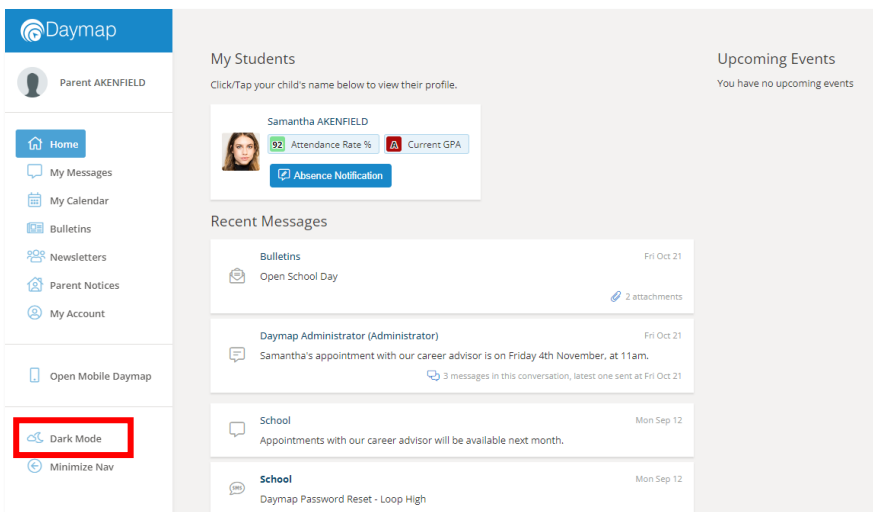 Daymap
Parent AKENFIELD
Home
My Messages
My Calendar
Bulletins
Newsletters
Parent Notices
My Account
Open Mobile Daymap
Dark Mode
Minimize Nav
My Students
Click/Tap your child's name below to view their profile.
Samantha AKENFIELD
92 Attendance Rate % A Current GPA
Absence Notification
Recent Messages
Bulletins Fri Oct 21
Open School Day
2 attachments
Daymap Administrator (Administrator) Fri Oct 21
Samantha's appointment with our career advisor is on Friday 4th November, at 11am.
3 messages in this conversation, latest one sent at Fri Oct 21
School Mon Sep 12
Appointments with our career advisor will be available next month.
SMS School Mon Sep 12
Daymap Password Reset - Loop High
Upcoming Events
You have no upcoming events